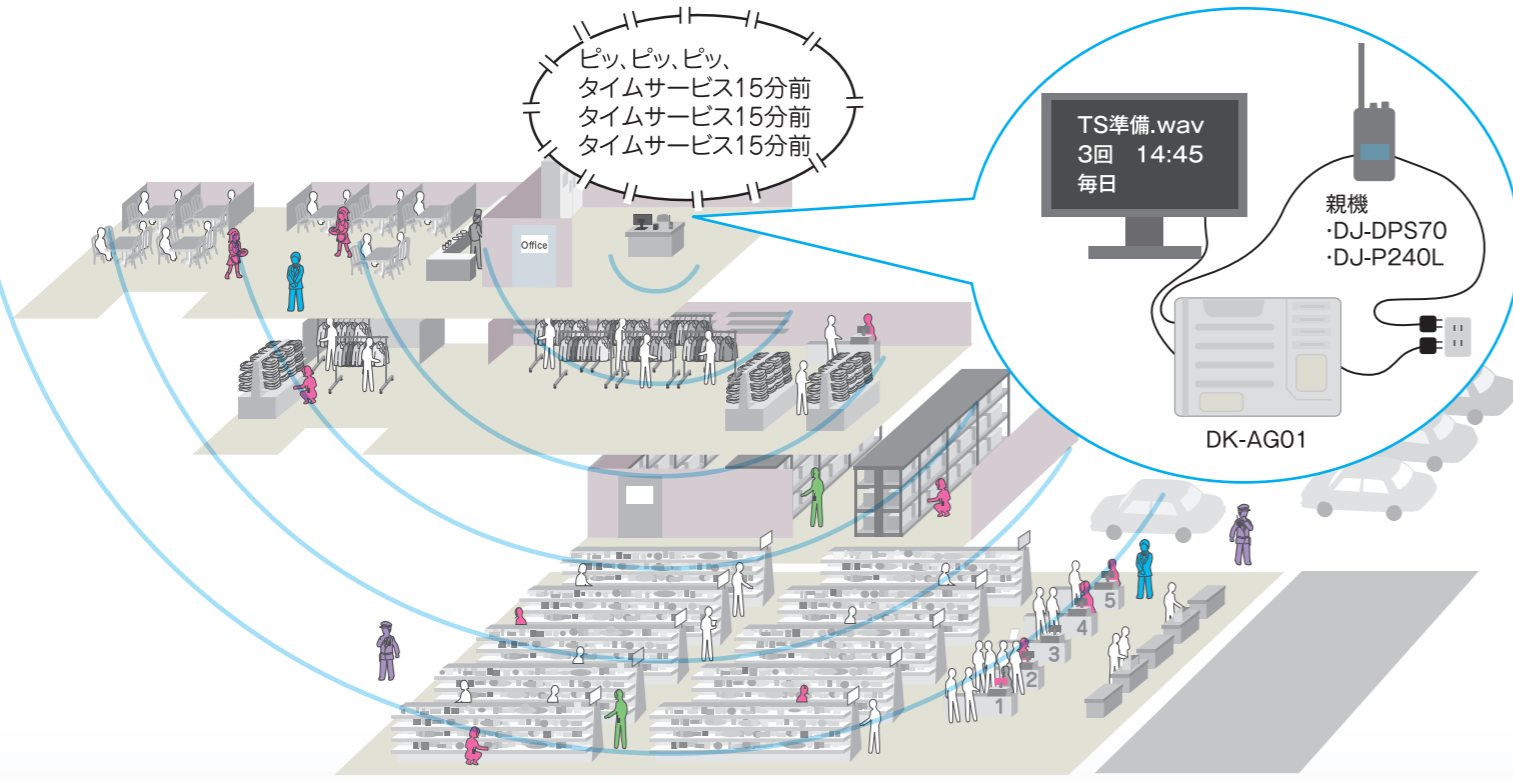 ピッ、ピッ、ピッ、
タイムサービス15分前
タイムサービス15分前
タイムサービス15分前
TS準備.wav
3回 14:45
毎日
親機
·DJ-DPS70
·DJ-P240L
DK-AG01
Office
5
4
3
2
1